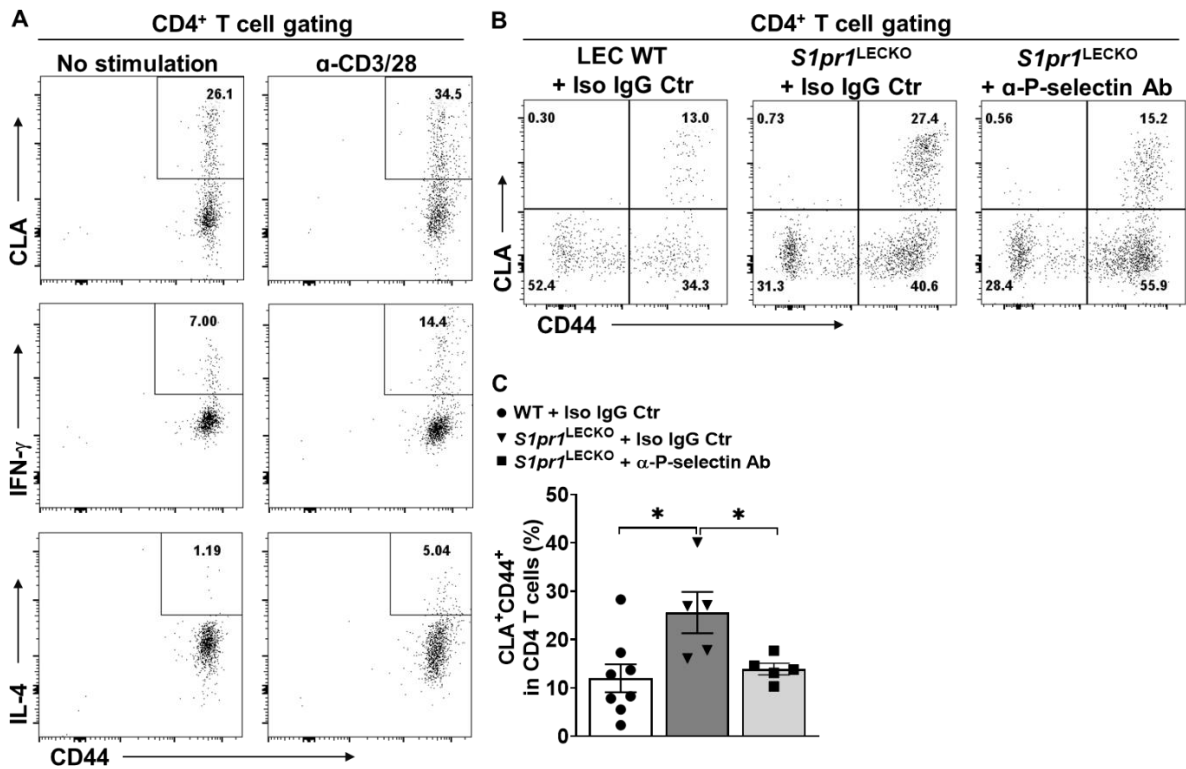 A
CD4⁺ T cell gating
No stimulation
α-CD3/28
26.1
34.5
CLA
7.00
14.4
IFN-γ
1.19
5.04
IL-4
CD44
B
CD4⁺ T cell gating
LEC WT
+ Iso IgG Ctr
S1pr1ᴸᴱᶜᴷᴼ
+ Iso IgG Ctr
S1pr1ᴸᴱᶜᴷᴼ
+ α-P-selectin Ab
0.30
13.0
0.73
27.4
0.56
15.2
52.4
34.3
31.3
40.6
28.4
55.9
CLA
CD44
C
WT + Iso IgG Ctr
S1pr1ᴸᴱᶜᴷᴼ + Iso IgG Ctr
S1pr1ᴸᴱᶜᴷᴼ + α-P-selectin Ab
CLA⁺CD44⁺
in CD4 T cells (%)
50
40
30
20
10
0
*
*